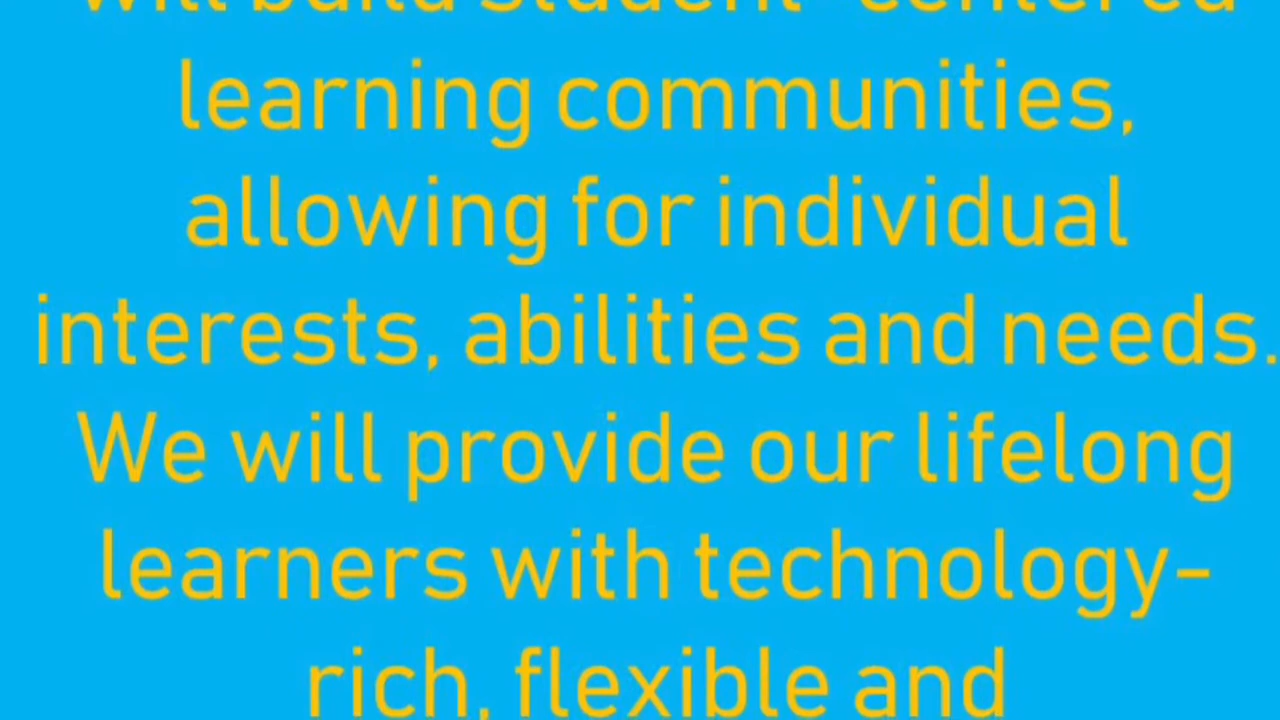 will build student-centered
learning communities,
allowing for individual
interests, abilities and needs.
We will provide our lifelong
learners with technology-
rich, flexible and